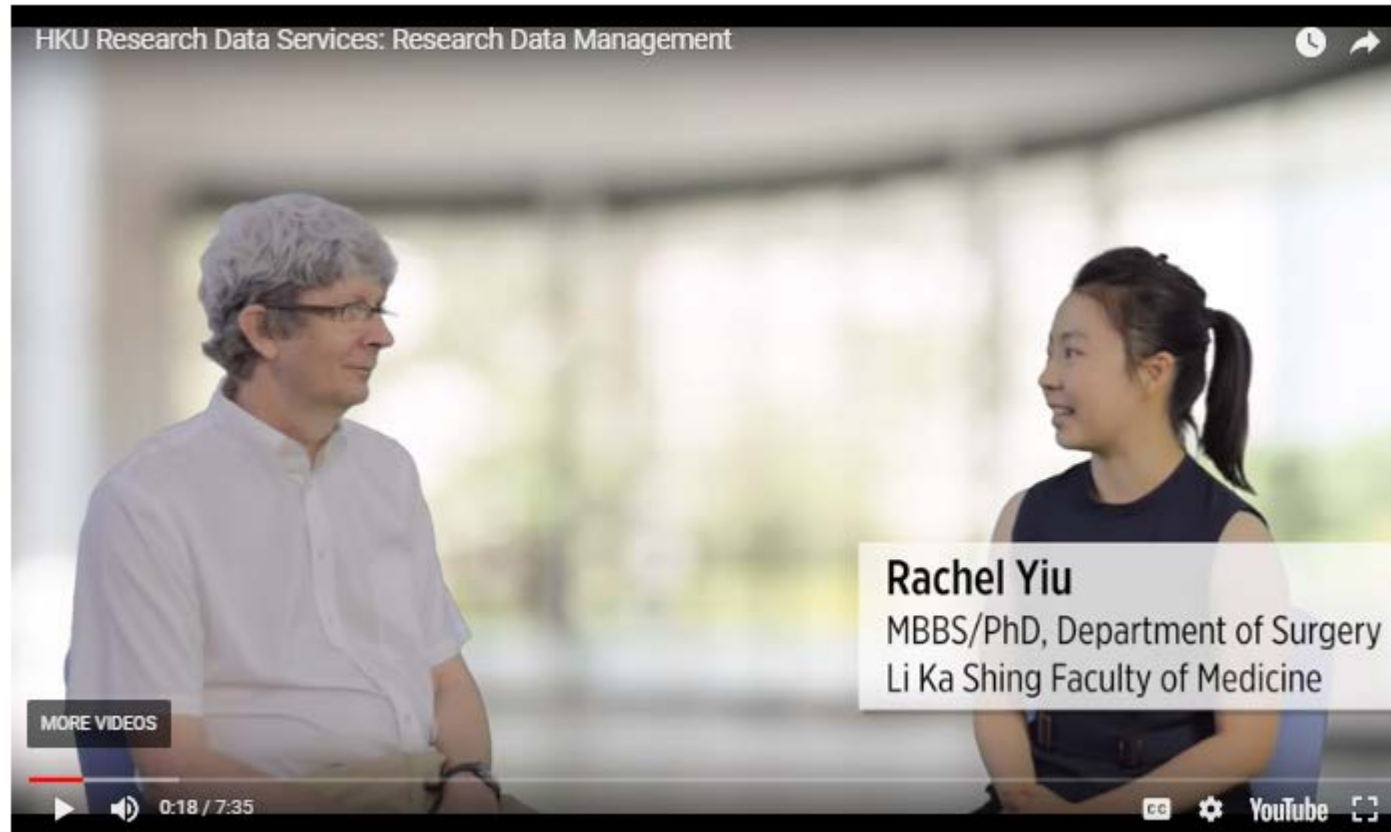 HKU Research Data Services: Research Data Management
Rachel Yiu
MBBS/PhD, Department of Surgery
Li Ka Shing Faculty of Medicine
MORE VIDEOS
0:18 / 7:35
CC
YouTube